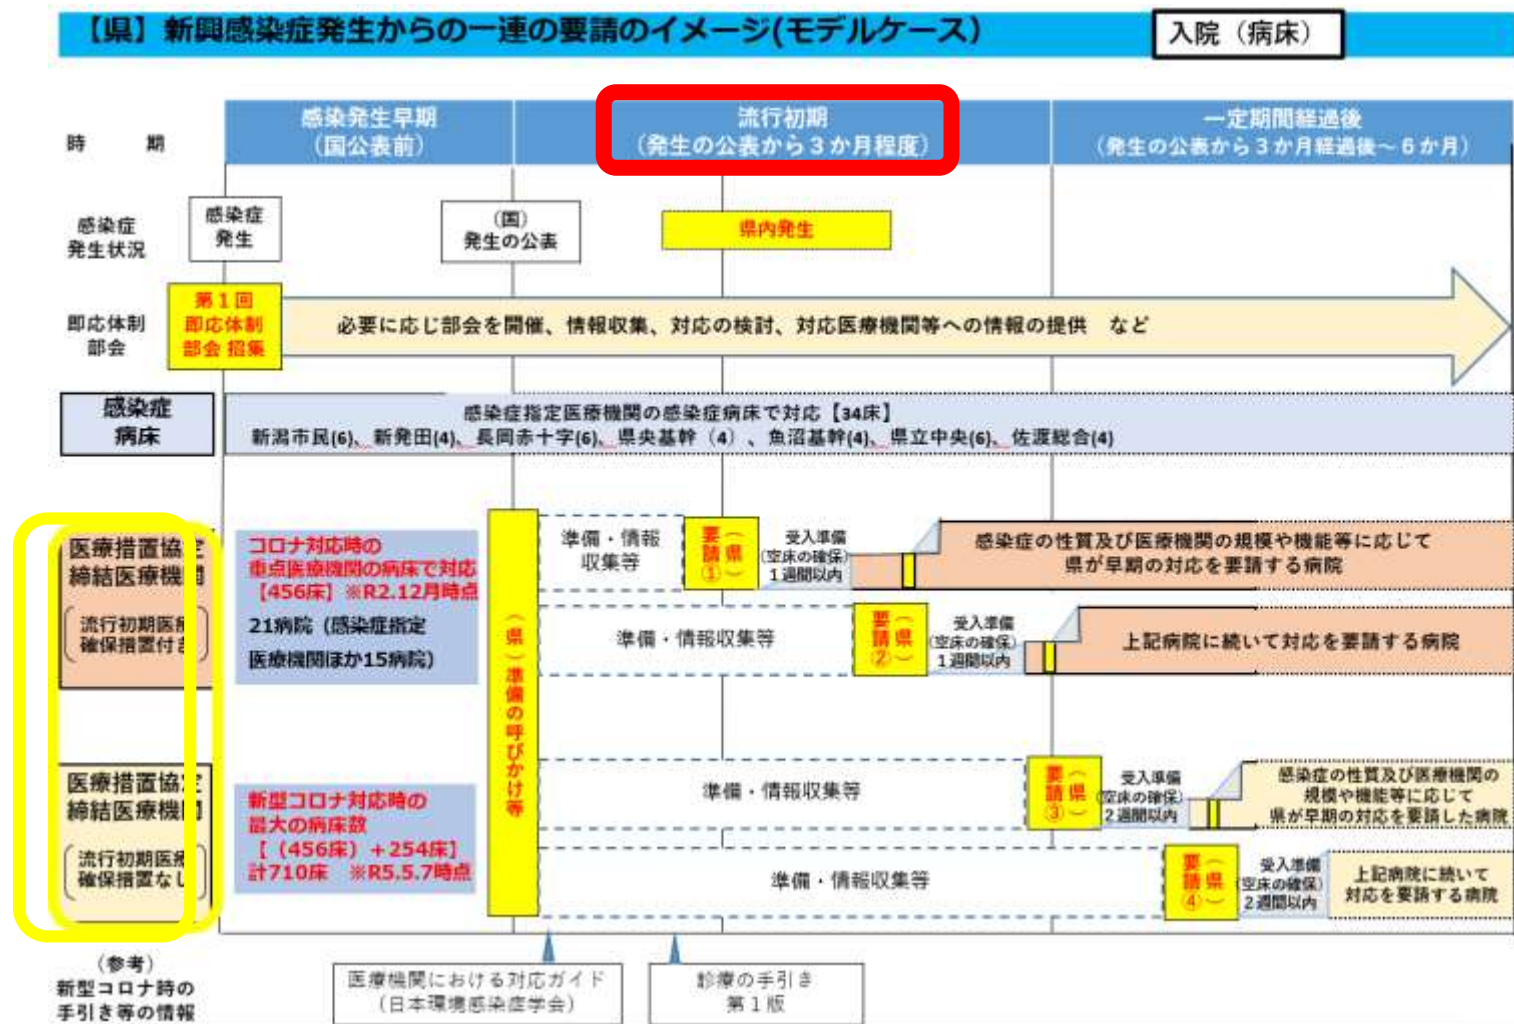 【県】新興感染症発生からの一連の要請のイメージ(モデルケース)
入院（病床）
時　期
感染発生早期
（国公表前）
流行初期
（発生の公表から３か月程度）
一定期間経過後
（発生の公表から３か月経過後～６か月）
感染症
発生状況
感染症
発生
（国）
発生の公表
県内発生
即応体制
部会
第１回
即応体制
部会 招集
必要に応じ部会を開催、情報収集、対応の検討、対応医療機関等への情報の提供　など
感染症
病床
感染症指定医療機関の感染症病床で対応【34床】
新潟市民(6)、新発田(4)、長岡赤十字(6)、県央基幹（4）、魚沼基幹(4)、県立中央(6)、佐渡総合(4)
医療措置協定
締結医療機関
流行初期医療
確保措置付き
コロナ対応時の
重点医療機関の病床で対応
【456床】※R2.12月時点
21病院（感染症指定
医療機関ほか15病院）
（県）準備の呼びかけ等
準備・情報
収集等
（県）
要請①
受入準備
(空床の確保)
１週間以内
感染症の性質及び医療機関の規模や機能等に応じて
県が早期の対応を要請する病院
準備・情報収集等
（県）
要請②
受入準備
(空床の確保)
１週間以内
上記病院に続いて対応を要請する病院
医療措置協定
締結医療機関
流行初期医療
確保措置なし
新型コロナ対応時の
最大の病床数
【（456床）＋254床】
計710床　※R5.5.7時点
準備・情報収集等
（県）
要請③
受入準備
(空床の確保)
２週間以内
感染症の性質及び医療機関の
規模や機能等に応じて
県が早期の対応を要請した病院
準備・情報収集等
（県）
要請④
受入準備
(空床の確保)
２週間以内
上記病院に続いて
対応を要請する病院
（参考）
新型コロナ時の
手引き等の情報
医療機関における対応ガイド
（日本環境感染症学会）
診療の手引き
第１版